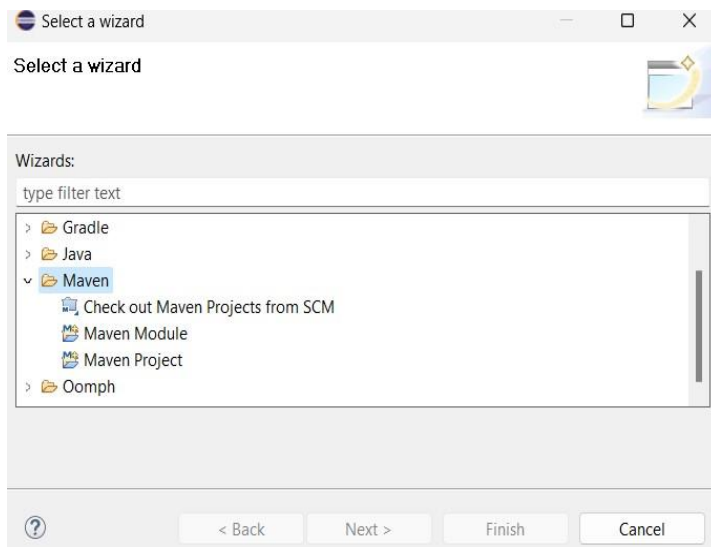 Select a wizard
Select a wizard
Wizards:
type filter text
Gradle
Java
Maven
Check out Maven Projects from SCM
Maven Module
Maven Project
Oomph
< Back Next > Finish Cancel